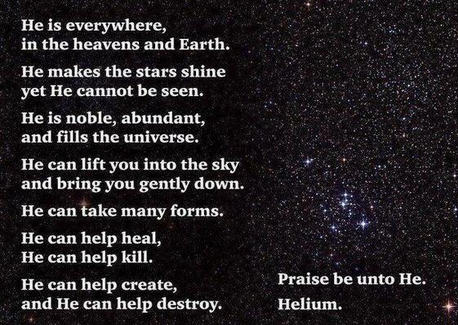 He is everywhere,
in the heavens and Earth.
He makes the stars shine
yet He cannot be seen.
He is noble, abundant,
and fills the universe.
He can lift you into the sky
and bring you gently down.
He can take many forms.
He can help heal,
He can help kill.
He can help create,
and He can help destroy.
Praise be unto He.
Helium.